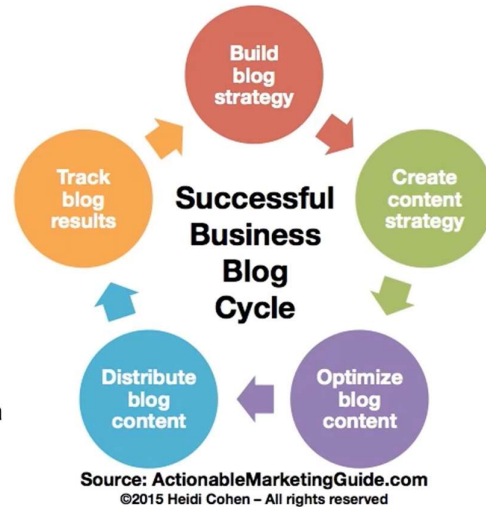 Build
blog
strategy
Track
blog
results
Successful
Business
Blog
Cycle
Create
content
strategy
Distribute
blog
content
Optimize
blog
content
Source: ActionableMarketingGuide.com
©2015 Heidi Cohen – All rights reserved